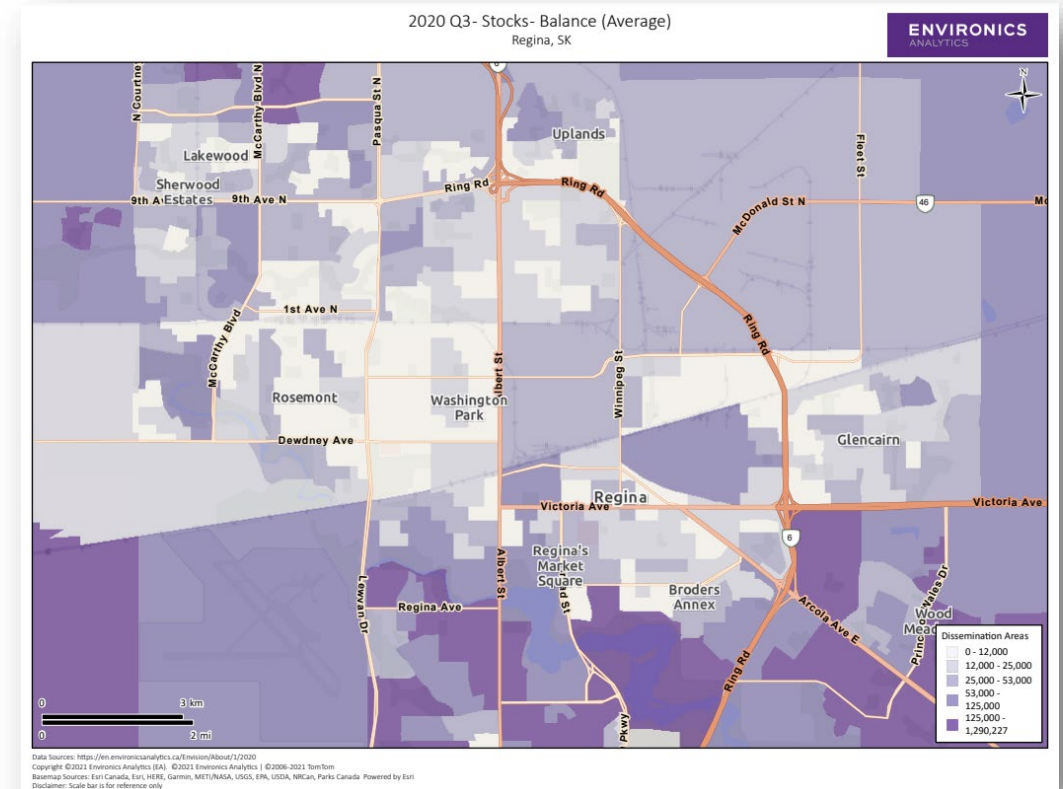 2020 Q3- Stocks- Balance (Average)
Regina, SK
ENVIRONICS
ANALYTICS
N Courtney
McCarthy Blvd N
Pasqua St N
6
Uplands
Lakewood
Sherwood
Estates
9th Ave N
9th Ave N
Ring Rd
Ring Rd
Fleet St
McDonald St N
46
1st Ave N
McCarthy Blvd
Ring Rd
Rosemont
Washington
Park
Albert St
Winnipeg St
Dewdney Ave
Glencairn
Regina
Victoria Ave
Victoria Ave
6
Regina's
Market
Square
Albert St
Lewvan Dr
Regina Ave
Broders
Annex
Arcola Ave E
Wood
Ring Rd
Pkwy
Dissemination Areas
0 - 12,000
12,000 - 25,000
25,000 - 53,000
53,000 -
125,000
125,000 -
1,290,227
0 3 km
0 2 mi
Data Sources: https://en.environicsanalytics.ca/Envision/About/1/2020
Copyright ©2021 Environics Analytics (EA). ©2021 Environics Analytics | ©2006-2021 TomTom
Basemap Sources: Esri Canada, Esri, HERE, Garmin, METI/NASA, USGS, EPA, USDA, NRCan, Parks Canada Powered by Esri
Disclaimer: Scale bar is for reference only